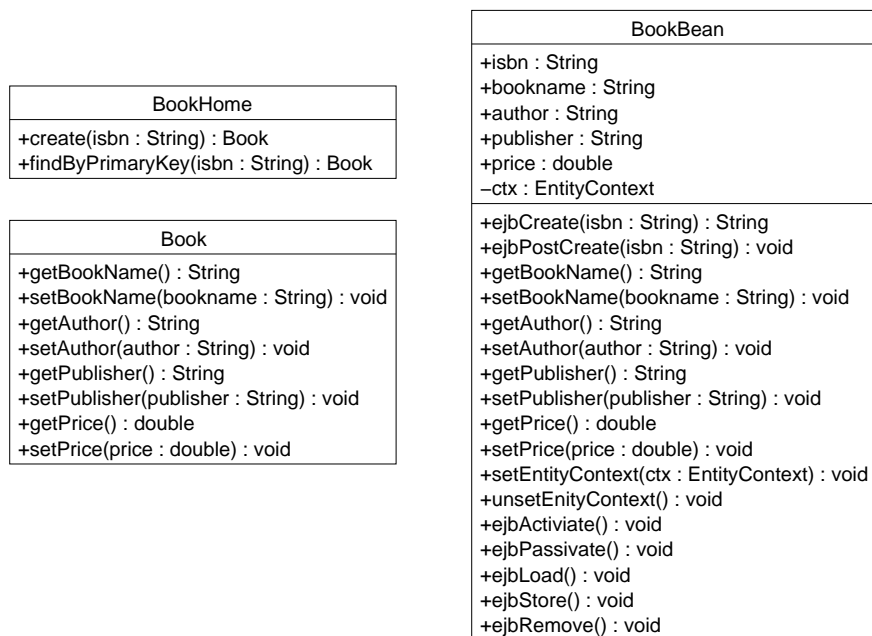 BookHome
+create(isbn : String) : Book
+findByPrimaryKey(isbn : String) : Book
Book
+getBookName() : String
+setBookName(bookname : String) : void
+getAuthor() : String
+setAuthor(author : String) : void
+getPublisher() : String
+setPublisher(publisher : String) : void
+getPrice() : double
+setPrice(price : double) : void
BookBean
+isbn : String
+bookname : String
+author : String
+publisher : String
+price : double
−ctx : EntityContext
+ejbCreate(isbn : String) : String
+ejbPostCreate(isbn : String) : void
+getBookName() : String
+setBookName(bookname : String) : void
+getAuthor() : String
+setAuthor(author : String) : void
+getPublisher() : String
+setPublisher(publisher : String) : void
+getPrice() : double
+setPrice(price : double) : void
+setEntityContext(ctx : EntityContext) : void
+unsetEnityContext() : void
+ejbActiviate() : void
+ejbPassivate() : void
+ejbLoad() : void
+ejbStore() : void
+ejbRemove() : void